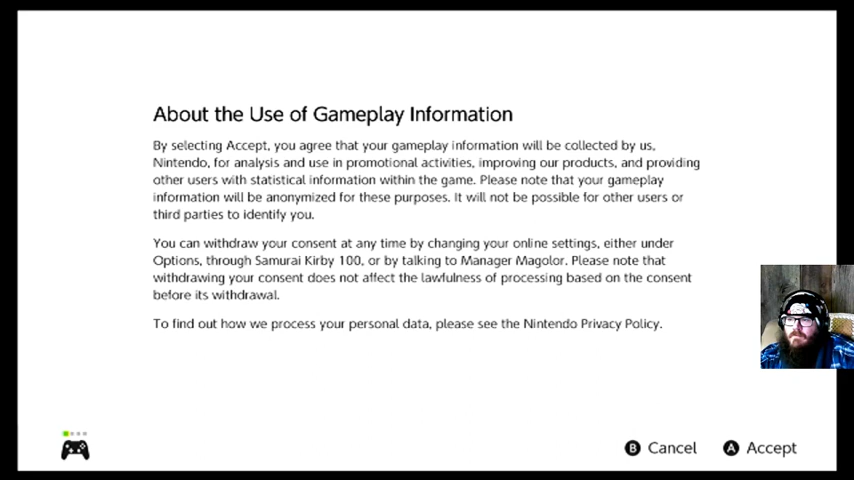 About the Use of Gameplay Information
By selecting Accept, you agree that your gameplay information will be collected by us,
Nintendo, for analysis and use in promotional activities, improving our products, and providing
other users with statistical information within the game. Please note that your gameplay
information will be anonymized for these purposes. It will not be possible for other users or
third parties to identify you.
You can withdraw your consent at any time by changing your online settings, either under
Options, through Samurai Kirby 100, or by talking to Manager Magolor. Please note that
withdrawing your consent does not affect the lawfulness of processing based on the consent
before its withdrawal.
To find out how we process your personal data, please see the Nintendo Privacy Policy.
B Cancel A Accept